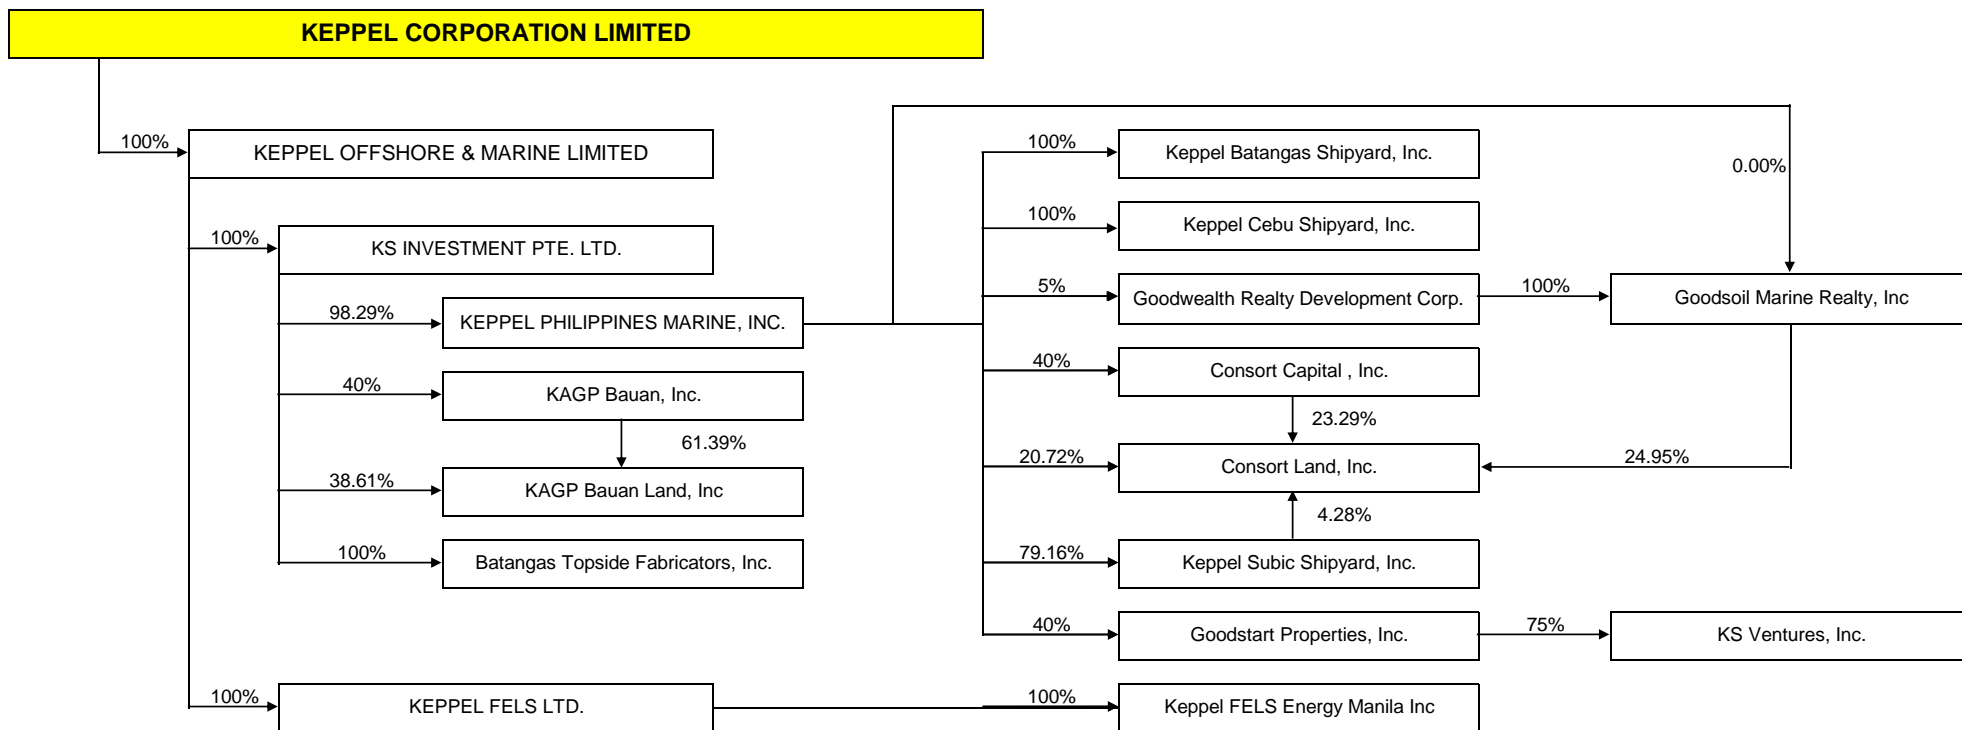 KEPPEL CORPORATION LIMITED
100%
KEPPEL OFFSHORE & MARINE LIMITED
100%
Keppel Batangas Shipyard, Inc.
0.00%
100%
Keppel Cebu Shipyard, Inc.
100%
KS INVESTMENT PTE. LTD.
5%
Goodwealth Realty Development Corp.
100%
Goodsoil Marine Realty, Inc
98.29%
KEPPEL PHILIPPINES MARINE, INC.
40%
Consort Capital , Inc.
40%
KAGP Bauan, Inc.
23.29%
61.39%
20.72%
Consort Land, Inc.
24.95%
38.61%
KAGP Bauan Land, Inc
4.28%
100%
Batangas Topside Fabricators, Inc.
79.16%
Keppel Subic Shipyard, Inc.
40%
Goodstart Properties, Inc.
75%
KS Ventures, Inc.
100%
KEPPEL FELS LTD.
100%
Keppel FELS Energy Manila Inc